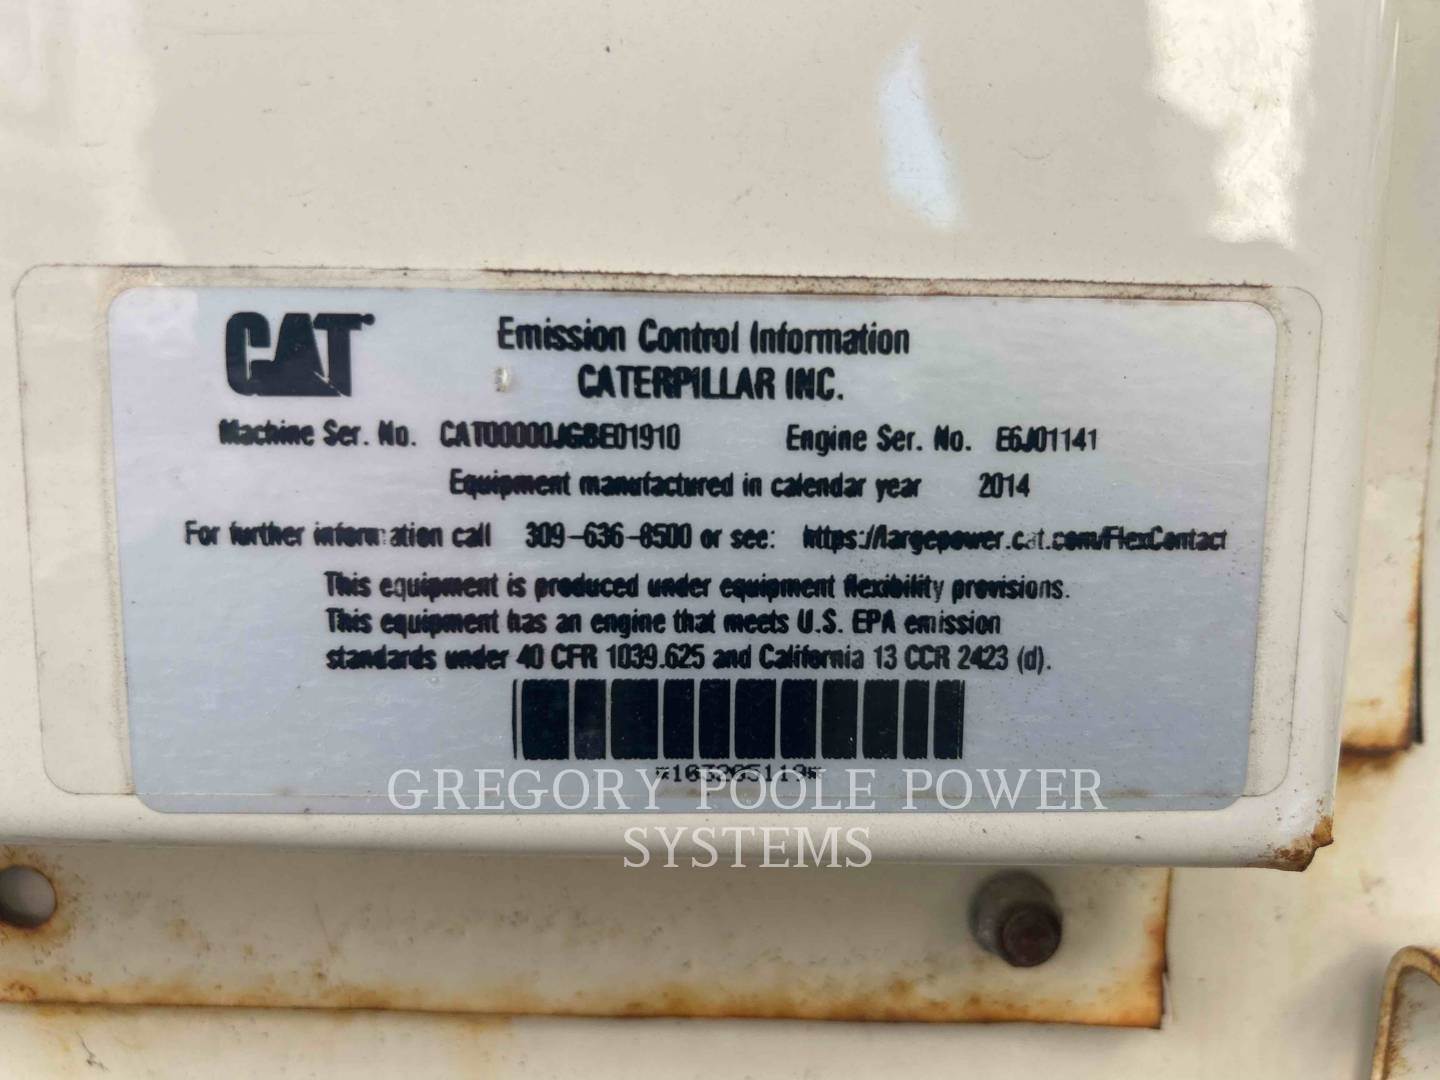 CAT
Emission Control Information
CATERPILLAR INC.
Machine Ser. No. CAT00000JGBE01910 Engine Ser. No. E6J01141
Equipment manufactured in calendar year 2014
For further information call 309-636-8500 or see: https://largepower.cat.com/FlexContact
This equipment is produced under equipment flexibility provisions.
This equipment has an engine that meets U.S. EPA emission
standards under 40 CFR 1039.625 and California 13 CCR 2423 (d).
GREGORY POOLE POWER
SYSTEMS